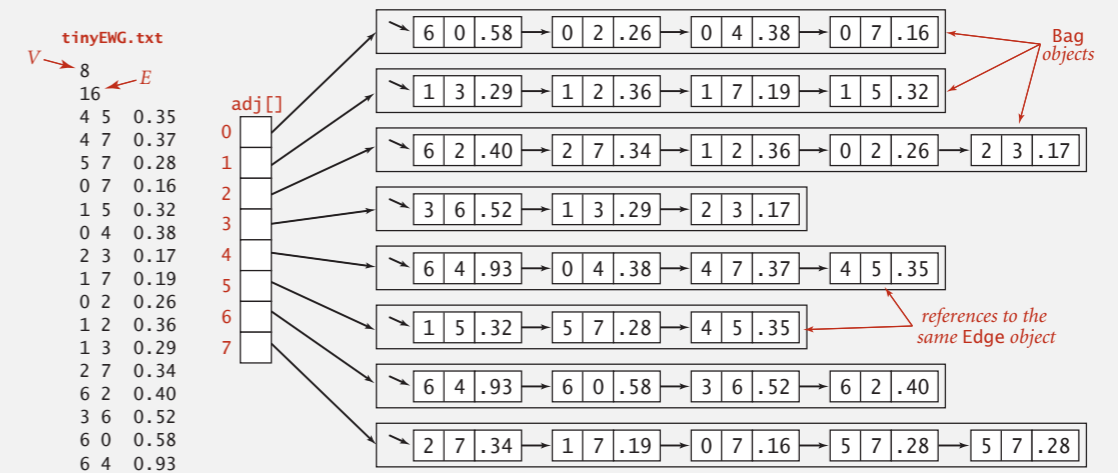 tinyEWG.txt
V
8
E
16
4 5 0.35
4 7 0.37
5 7 0.28
0 7 0.16
1 5 0.32
0 4 0.38
2 3 0.17
1 7 0.19
0 2 0.26
1 2 0.36
1 3 0.29
2 7 0.34
6 2 0.40
3 6 0.52
6 0 0.58
6 4 0.93
adj[]
0
1
2
3
4
5
6
7
6 0 .58 0 2 .26 0 4 .38 0 7 .16
1 3 .29 1 2 .36 1 7 .19 1 5 .32
6 2 .40 2 7 .34 1 2 .36 0 2 .26 2 3 .17
3 6 .52 1 3 .29 2 3 .17
6 4 .93 0 4 .38 4 7 .37 4 5 .35
1 5 .32 5 7 .28 4 5 .35
6 4 .93 6 0 .58 3 6 .52 6 2 .40
2 7 .34 1 7 .19 0 7 .16 5 7 .28 5 7 .28
Bag
objects
references to the
same Edge object